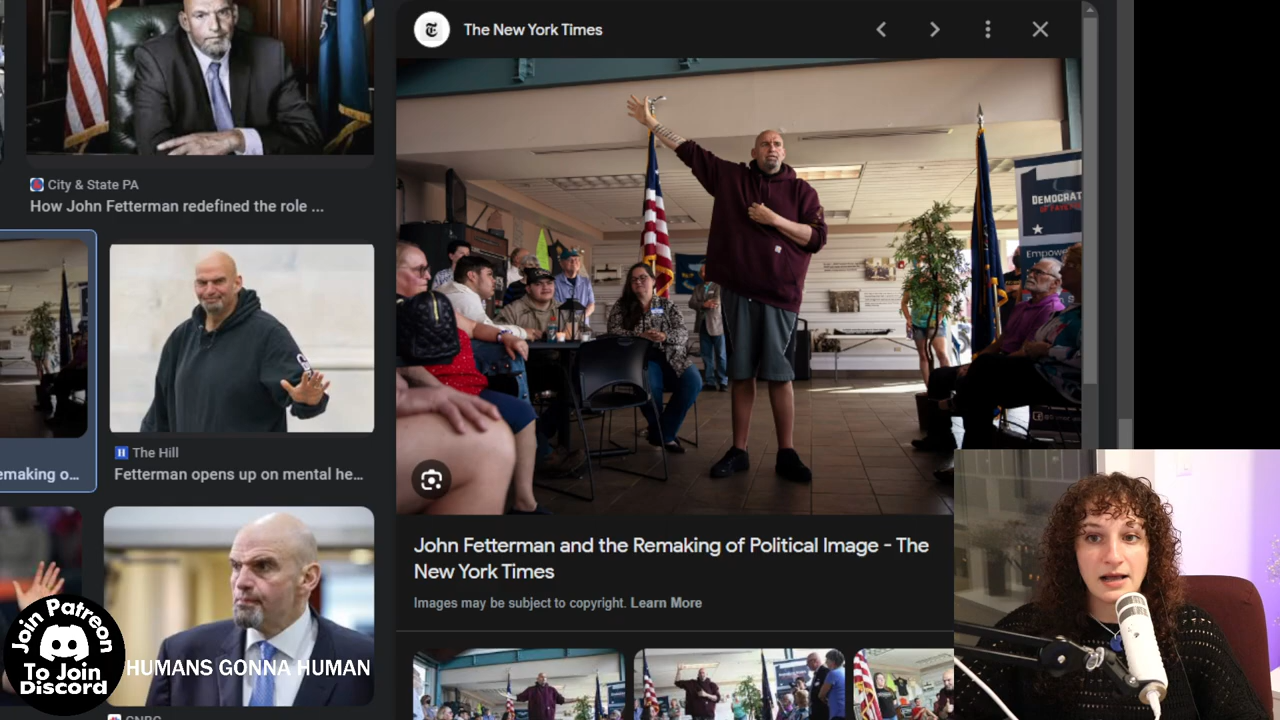 The New York Times
City & State PA
How John Fetterman redefined the role ...
DEMOCRAT
Empowe
The Hill
Fetterman opens up on mental he...
emaking o...
John Fetterman and the Remaking of Political Image - The
New York Times
Images may be subject to copyright. Learn More
Join Patreon
To Join
Discord
HUMANS GONNA HUMAN
CNBC